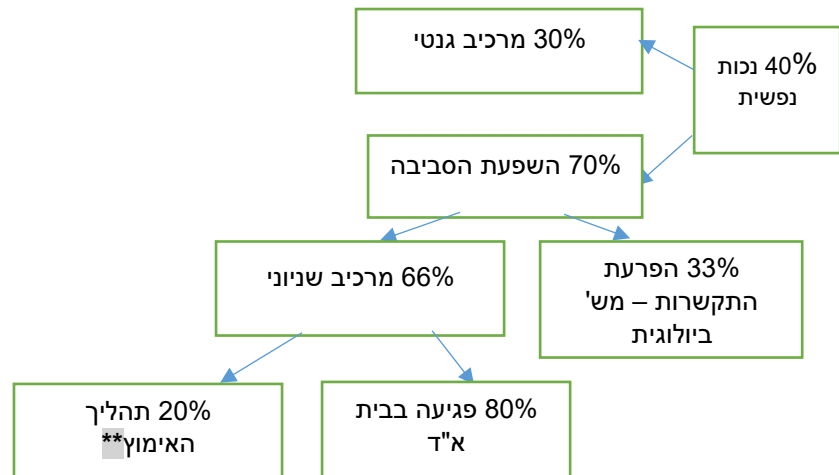 30% מרכיב גנטי
40% נכות
נפשית
70% השפעת הסביבה
66% מרכיב שניוני
33% הפרעת
התקשרות – מש'
ביולוגית
80% פגיעה בבית
א"ד
20% תהליך
האימוץ**